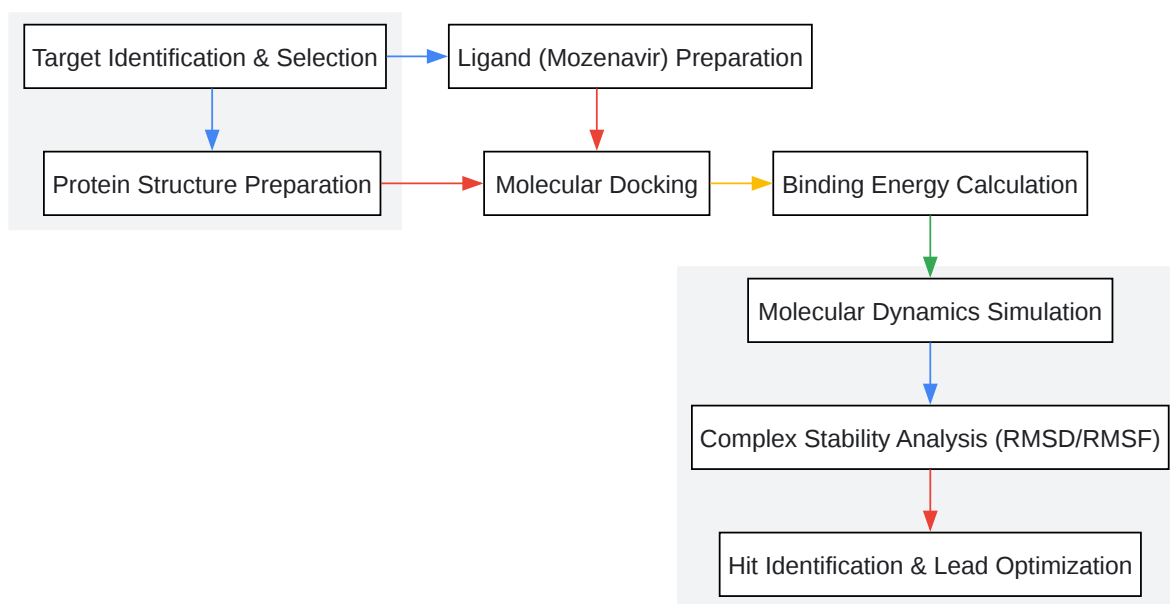 Target Identification & Selection
Ligand (Mozenavir) Preparation
Protein Structure Preparation
Molecular Docking
Binding Energy Calculation
Molecular Dynamics Simulation
Complex Stability Analysis (RMSD/RMSF)
Hit Identification & Lead Optimization